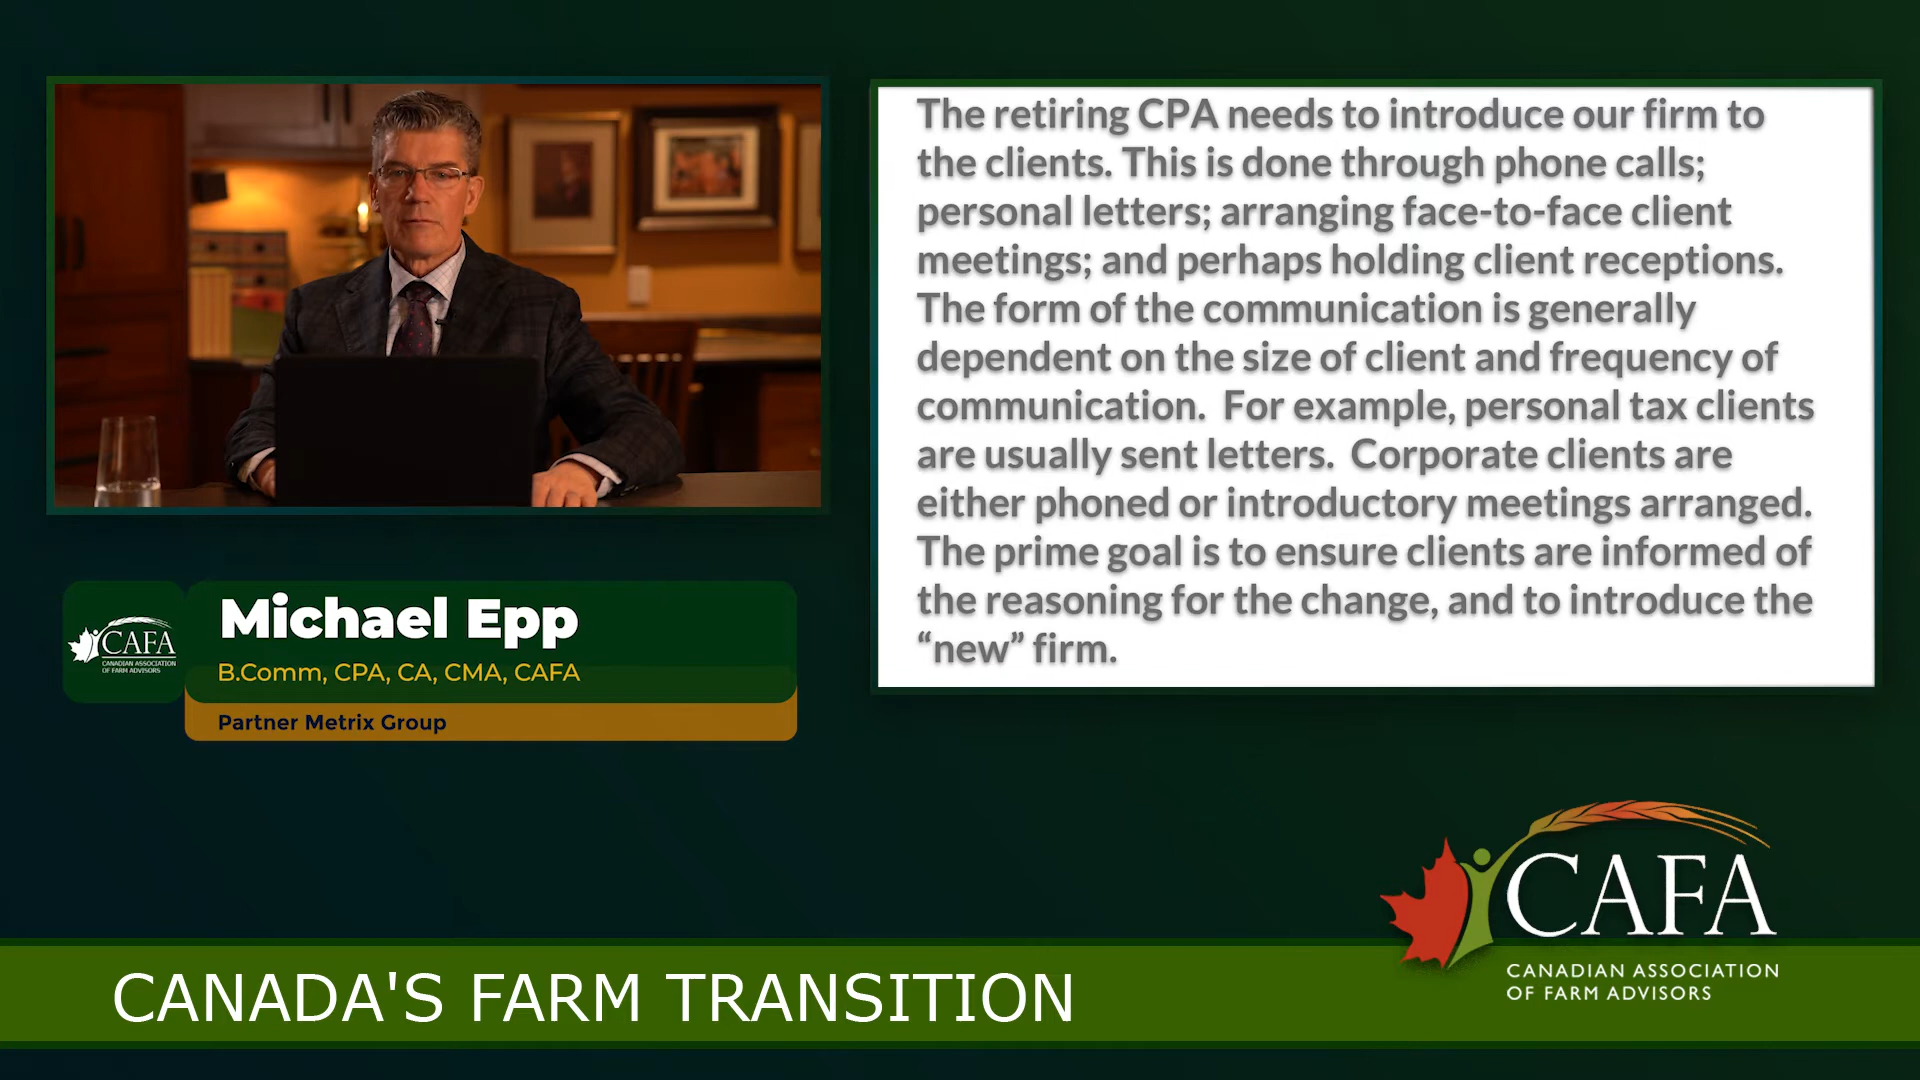 The retiring CPA needs to introduce our firm to
the clients. This is done through phone calls;
personal letters; arranging face-to-face client
meetings; and perhaps holding client receptions.
The form of the communication is generally
dependent on the size of client and frequency of
communication.  For example, personal tax clients
are usually sent letters.  Corporate clients are
either phoned or introductory meetings arranged.
The prime goal is to ensure clients are informed of
the reasoning for the change, and to introduce the
“new” firm.
CAFA
CANADIAN ASSOCIATION
OF FARM ADVISORS
Michael Epp
B.Comm, CPA, CA, CMA, CAFA
Partner Metrix Group
CAFA
CANADIAN ASSOCIATION
OF FARM ADVISORS
CANADA'S FARM TRANSITION